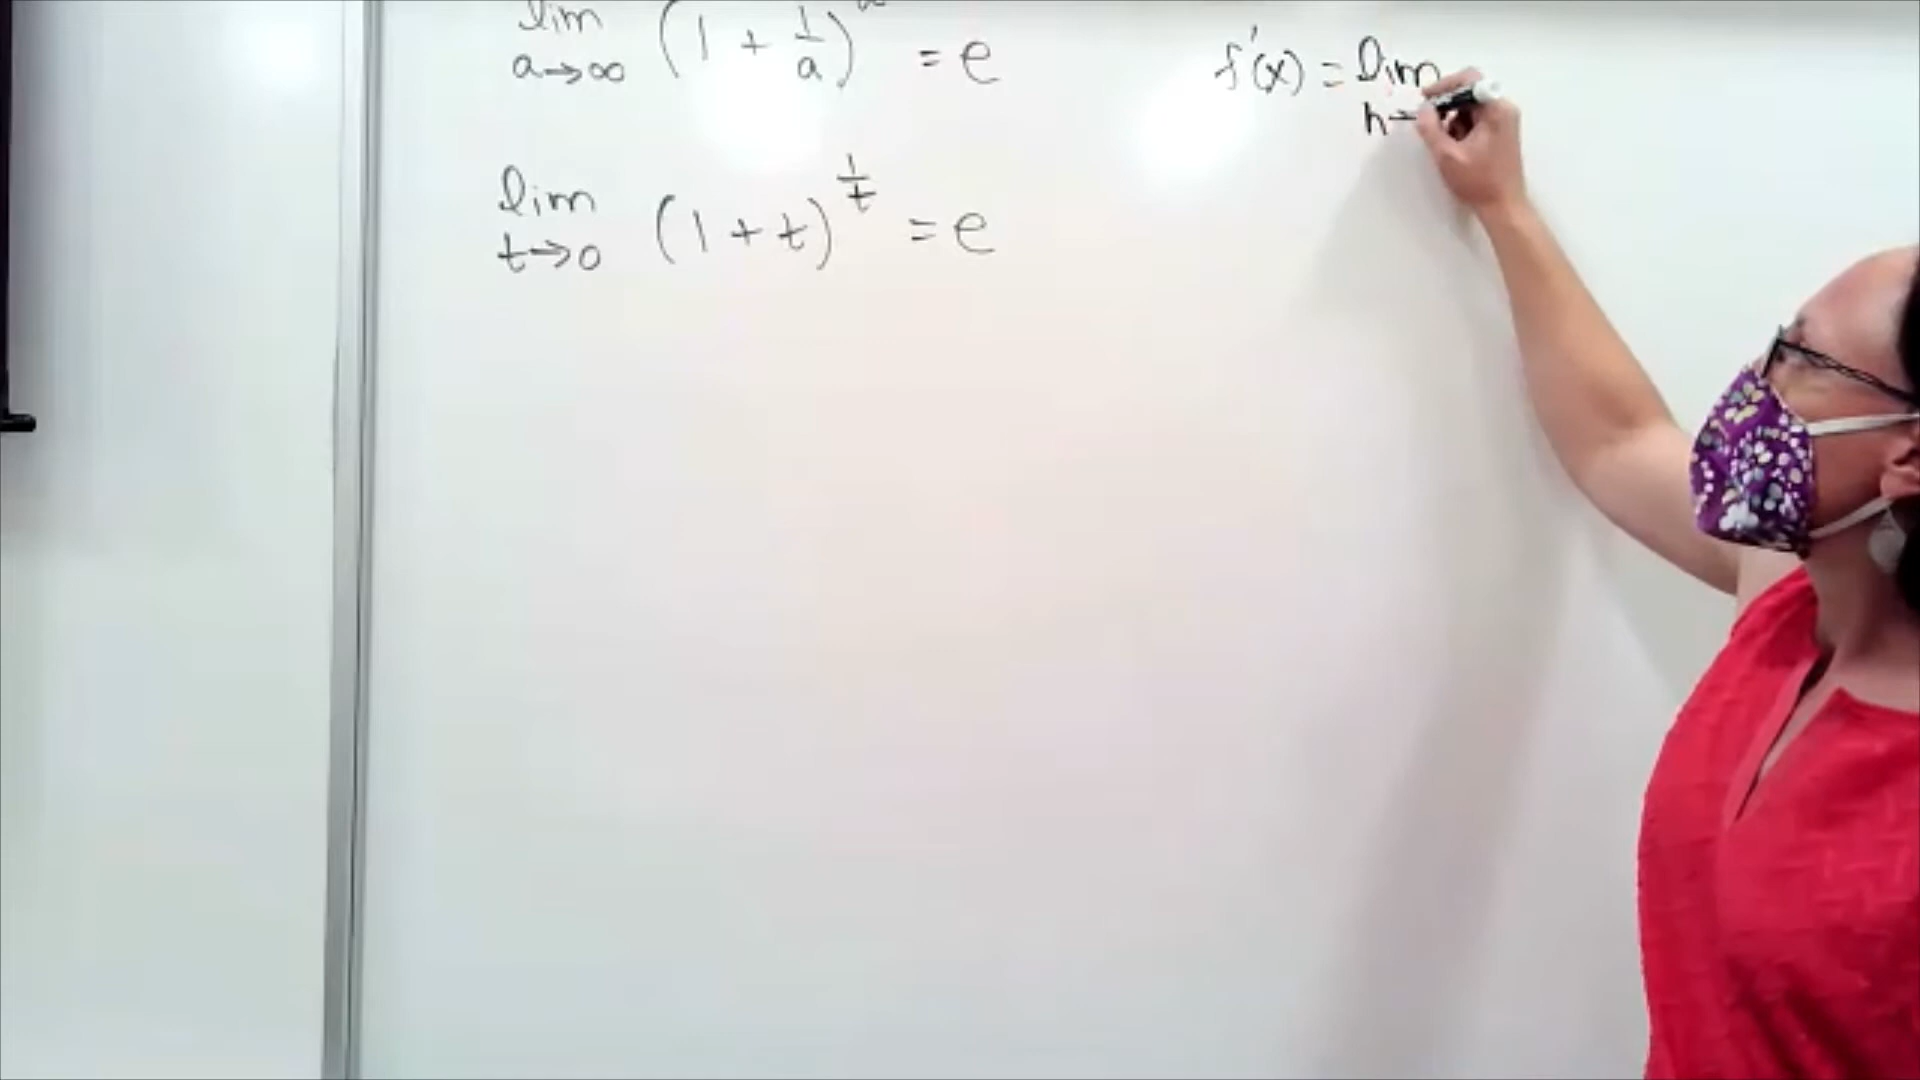 lim a→∞ (1 + 1/a) = e
lim t→0 (1 + t)^(1/t) = e
f'(x) = lim h→